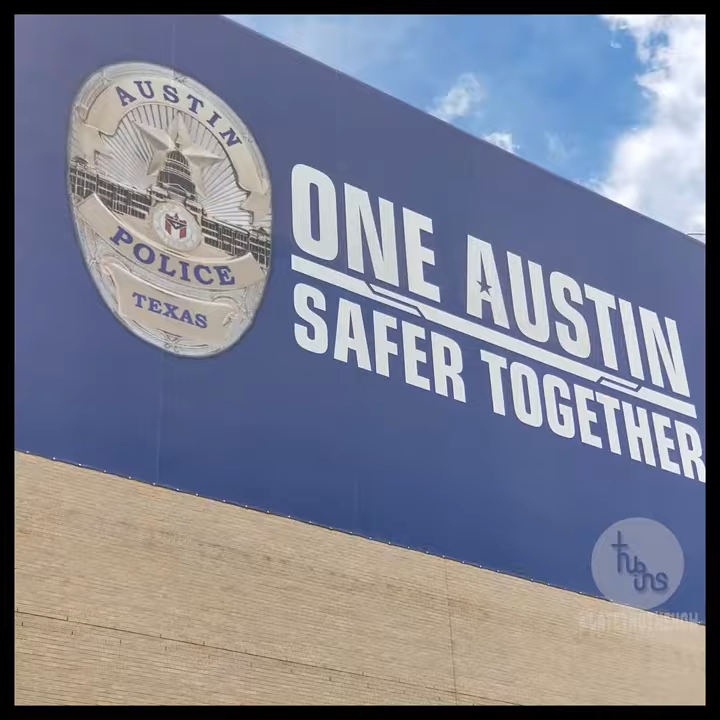 AUSTIN
POLICE
TEXAS
ONE AUSTIN
SAFER TOGETHER